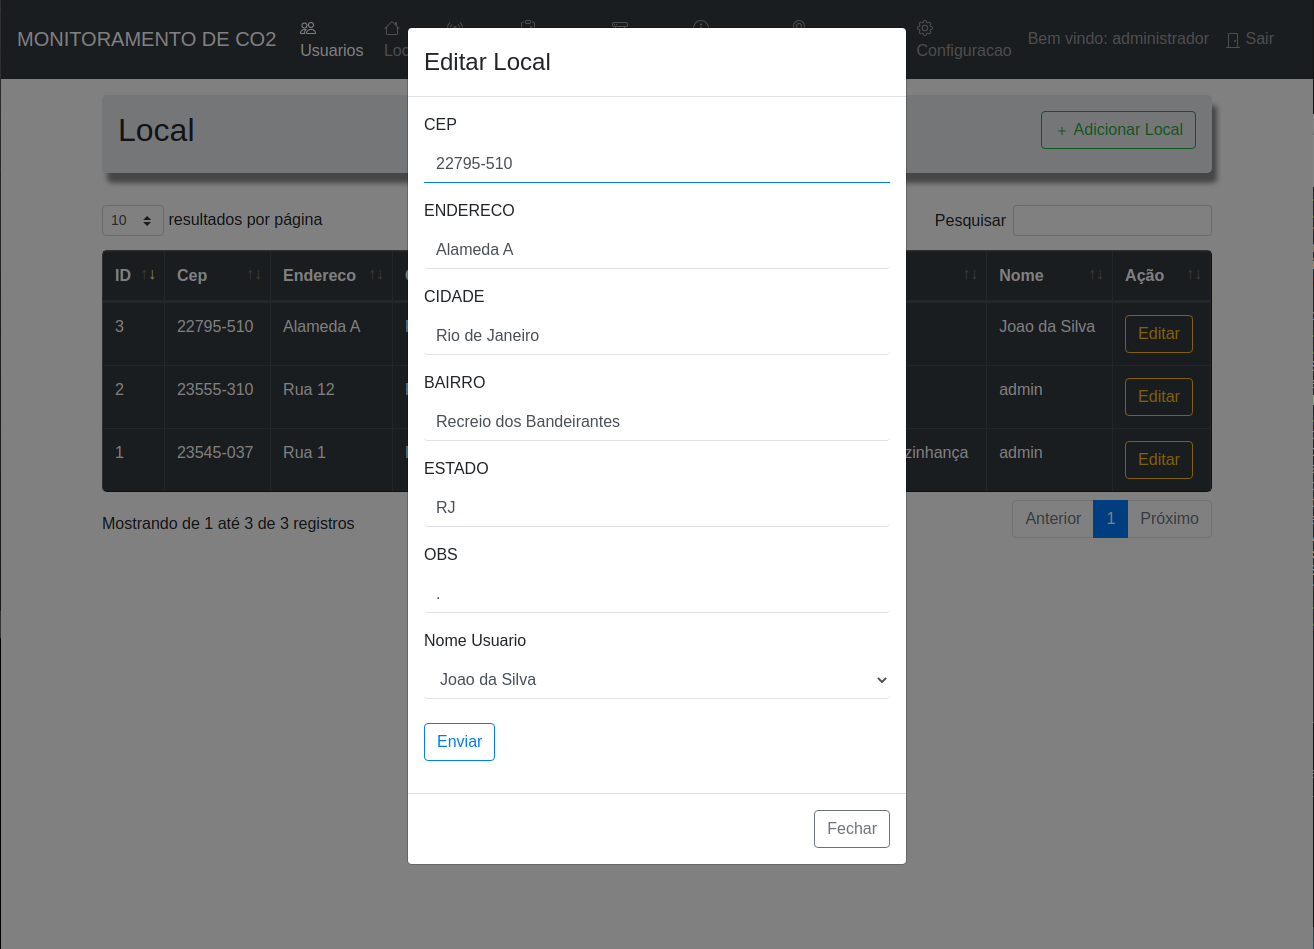 MONITORAMENTO DE CO2
Usuarios
Configuracao
Bem vindo: administrador
Sair
Local
+ Adicionar Local
10 resultados por página
Pesquisar
ID Cep Endereco Nome Ação
3 22795-510 Alameda A Joao da Silva Editar
2 23555-310 Rua 12 admin Editar
1 23545-037 Rua 1 zinhança admin Editar
Mostrando de 1 até 3 de 3 registros
Anterior 1 Próximo
Editar Local
CEP
22795-510
ENDERECO
Alameda A
CIDADE
Rio de Janeiro
BAIRRO
Recreio dos Bandeirantes
ESTADO
RJ
OBS
.
Nome Usuario
Joao da Silva
Enviar
Fechar